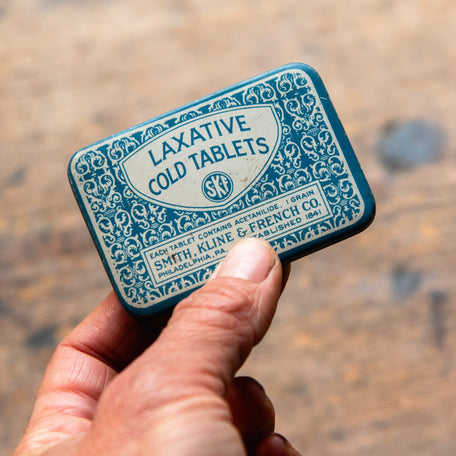 LAXATIVE
COLD TABLETS
SKF
EACH TABLET CONTAINS ACETANILIDE, 1 GRAIN
SMITH, KLINE & FRENCH CO.
PHILADELPHIA, PA. ESTABLISHED 1841